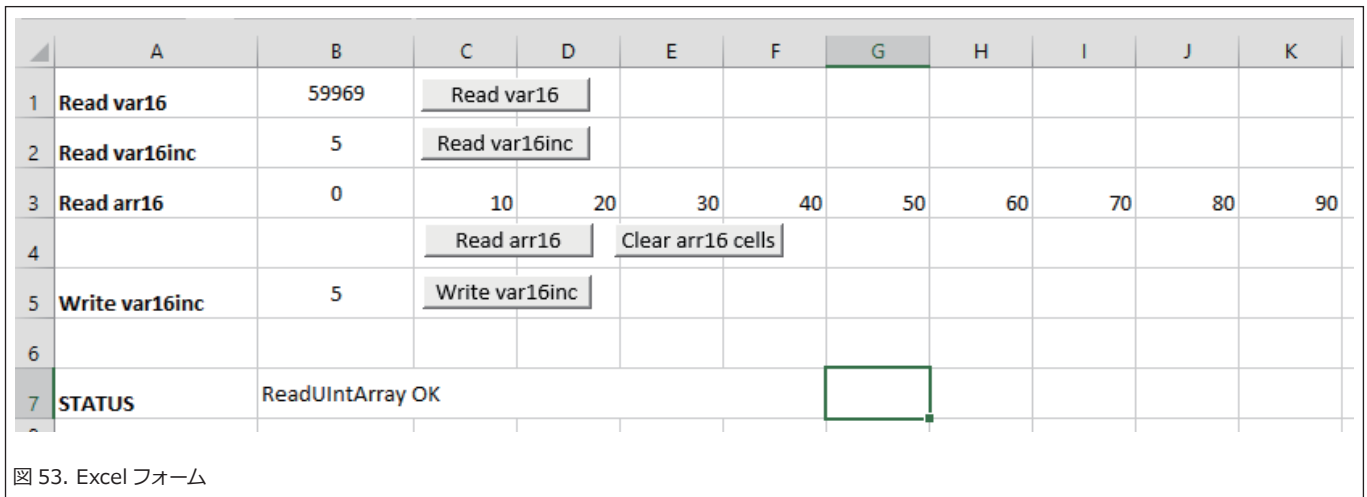 A B C D E F G H I J K
1 Read var16 59969 Read var16
2 Read var16inc 5 Read var16inc
3 Read arr16 0 10 20 30 40 50 60 70 80 90
4 Read arr16 Clear arr16 cells
5 Write var16inc 5 Write var16inc
6
7 STATUS ReadUIntArray OK
図 53. Excel フォーム